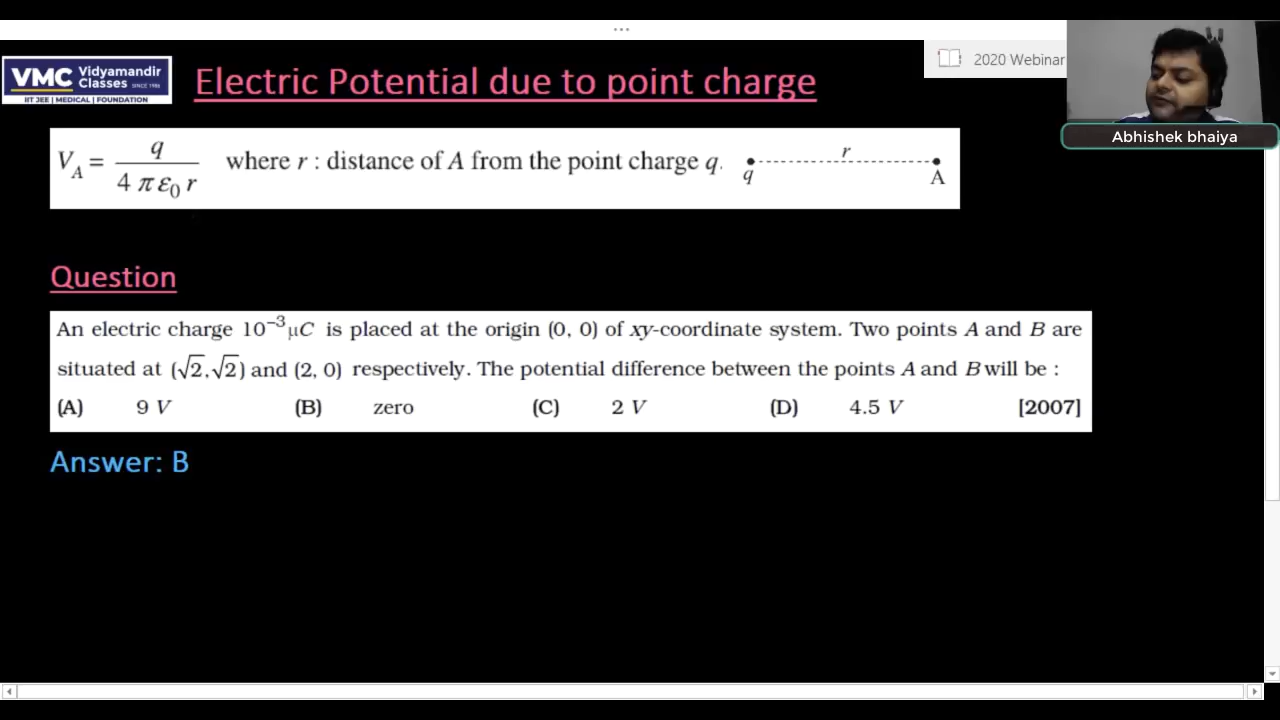 ...
2020 Webinar
VMC Vidyamandir Classes SINCE 1986
IIT JEE | MEDICAL | FOUNDATION
Electric Potential due to point charge
Abhishek bhaiya
V_A = q / 4 π ε₀ r where r : distance of A from the point charge q. q r A
Question
An electric charge 10⁻³ μC is placed at the origin (0, 0) of xy-coordinate system. Two points A and B are
situated at (√2, √2) and (2, 0) respectively. The potential difference between the points A and B will be :
(A) 9 V (B) zero (C) 2 V (D) 4.5 V [2007]
Answer: B